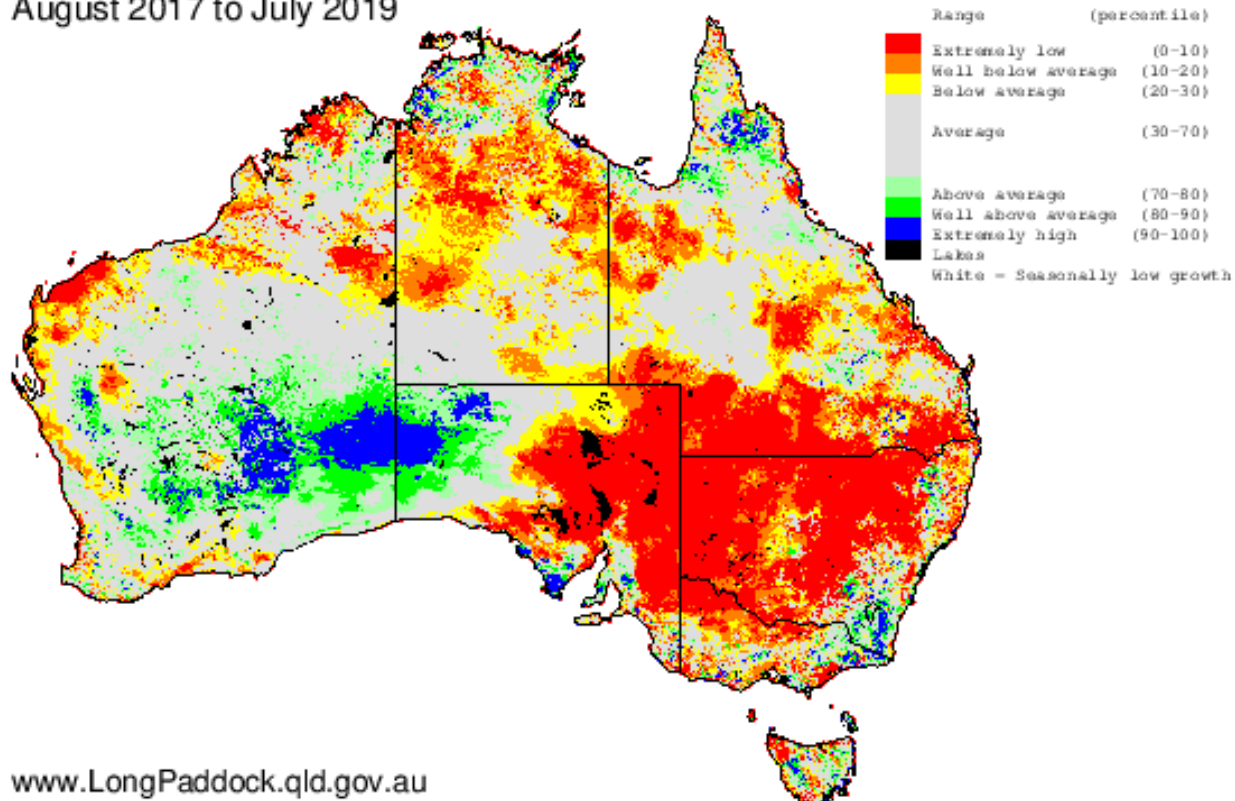 August 2017 to July 2019
Range (percentile)
Extremely low (0-10)
Well below average (10-20)
Below average (20-30)
Average (30-70)
Above average (70-80)
Well above average (80-90)
Extremely high (90-100)
Lakes
White - Seasonally low growth
www.LongPaddock.qld.gov.au